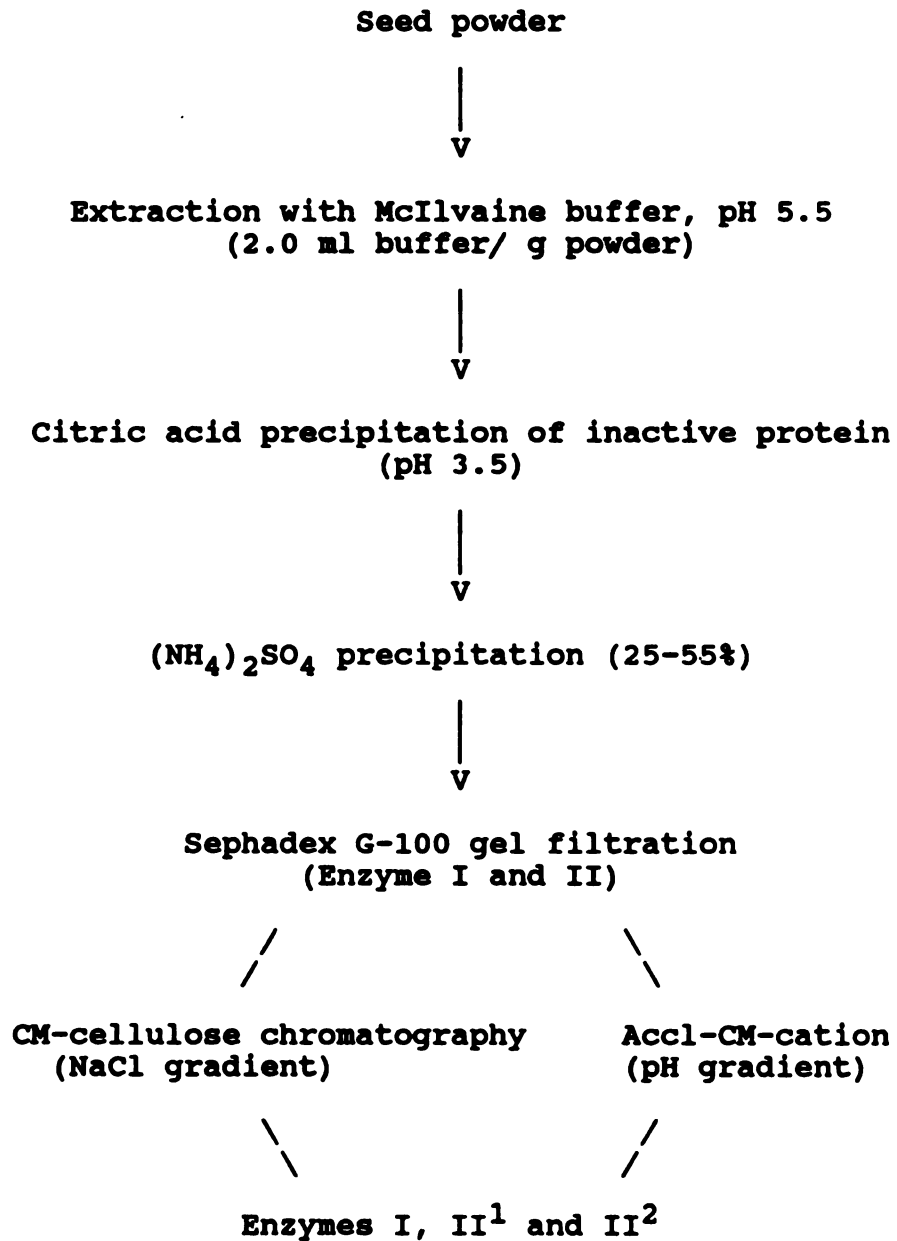 Seed powder
V
Extraction with McIlvaine buffer, pH 5.5
(2.0 ml buffer/ g powder)
V
Citric acid precipitation of inactive protein
(pH 3.5)
V
(NH₄)₂SO₄ precipitation (25-55%)
V
Sephadex G-100 gel filtration
(Enzyme I and II)
CM-cellulose chromatography
(NaCl gradient)
Accl-CM-cation
(pH gradient)
Enzymes I, II¹ and II²